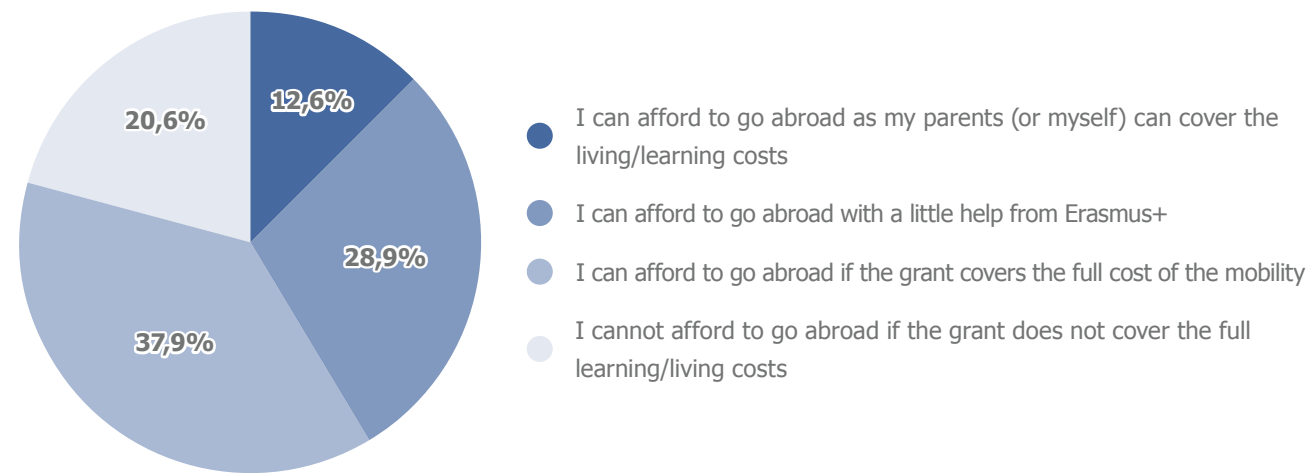 12,6%
20,6%
28,9%
37,9%
I can afford to go abroad as my parents (or myself) can cover the
living/learning costs
I can afford to go abroad with a little help from Erasmus+
I can afford to go abroad if the grant covers the full cost of the mobility
I cannot afford to go abroad if the grant does not cover the full
learning/living costs